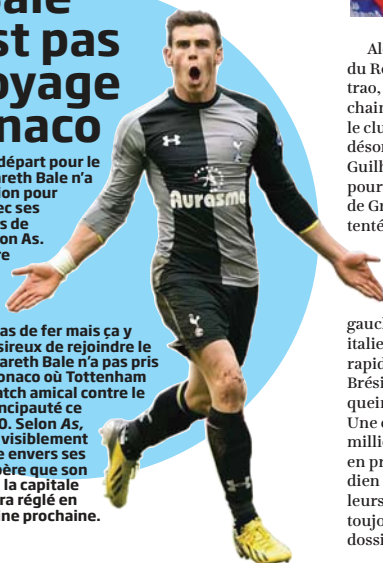 st pas
oyage
naco
départ pour le
areth Bale n'a
ion pour
ec ses
s de
on As.
re
as de fer mais ça y
sireux de rejoindre le
areth Bale n'a pas pris
onaco où Tottenham
atch amical contre le
ncipauté ce
0. Selon As,
visiblement
e envers ses
père que son
la capitale
ra réglé en
ine prochaine.
Aurasma
Al
du Re
trao,
chain
le clu
désor
Guilh
pour
de Gr
tenté
gauch
italie
rapid
Brési
quein
Une o
millie
en pr
dien
leurs
toujo
dossi